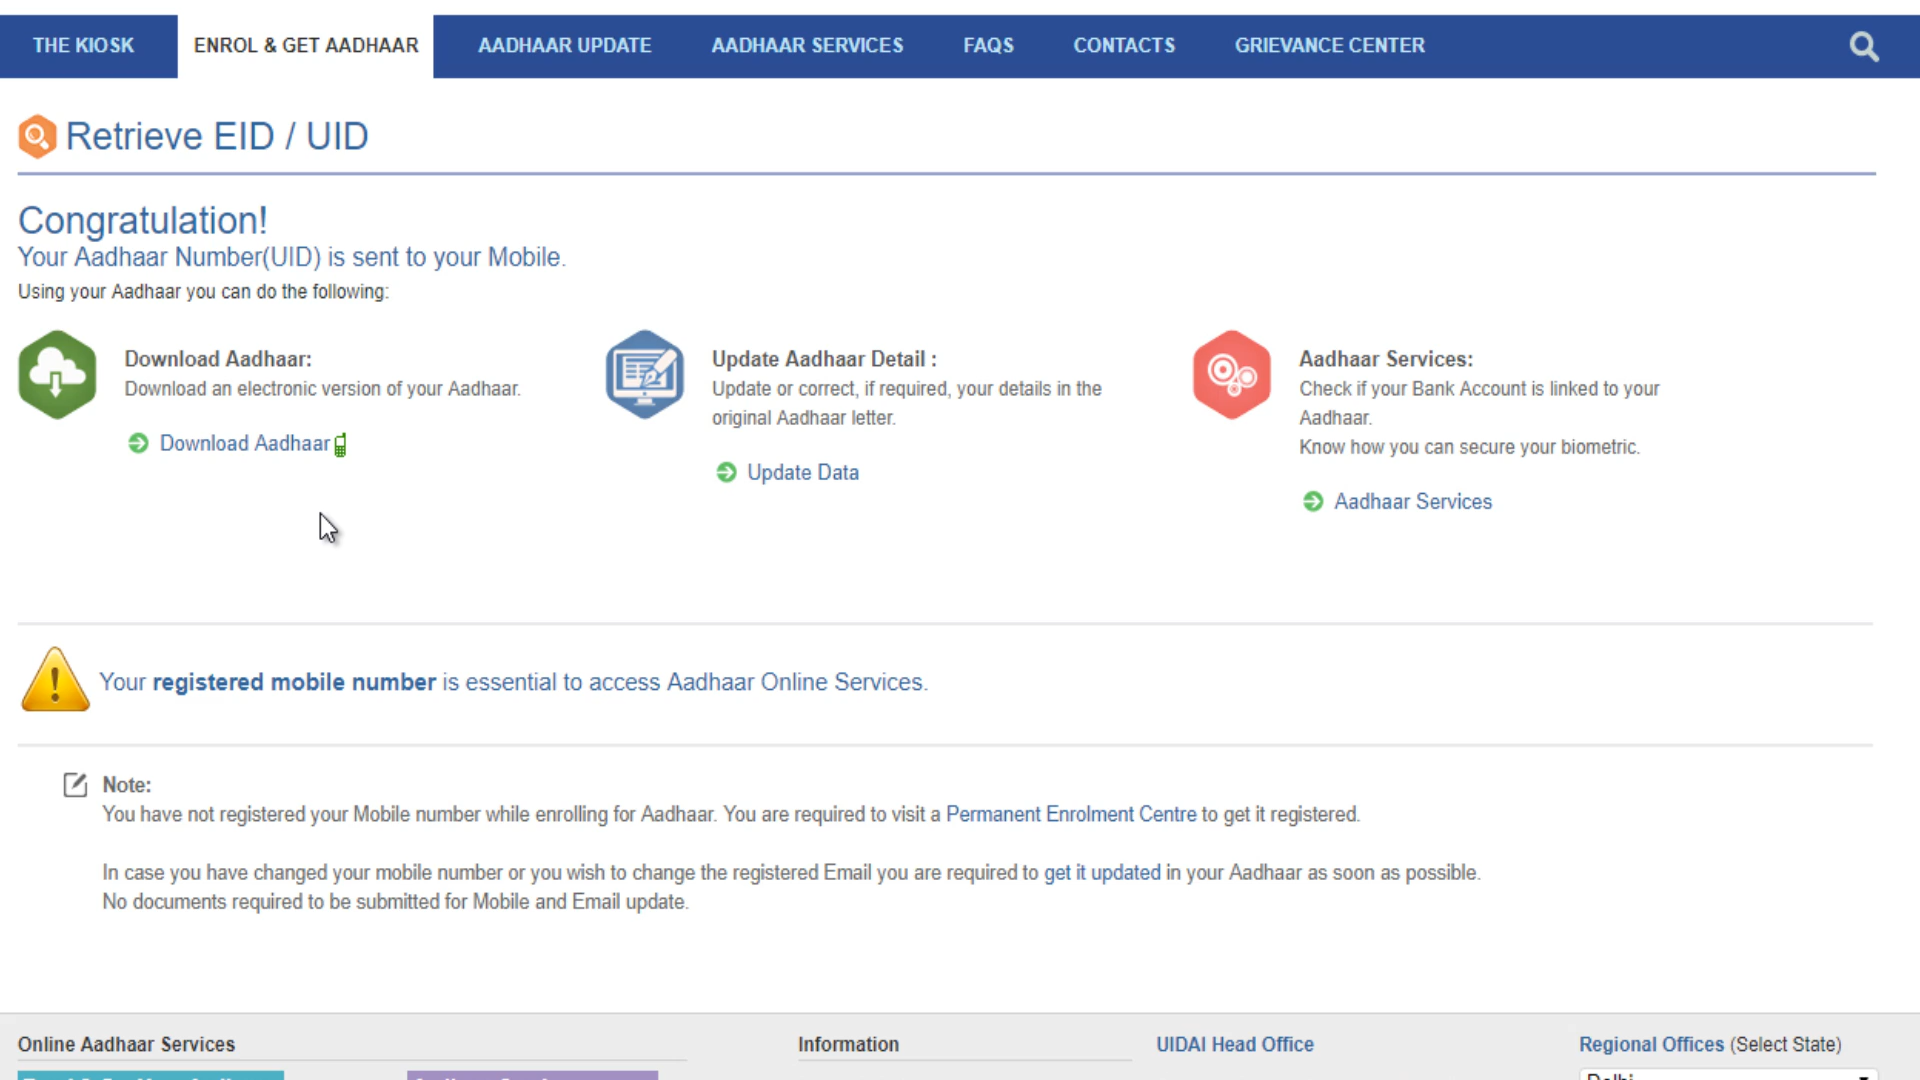 THE KIOSK
ENROL & GET AADHAAR
AADHAAR UPDATE
AADHAAR SERVICES
FAQS
CONTACTS
GRIEVANCE CENTER
Retrieve EID / UID
Congratulation!
Your Aadhaar Number(UID) is sent to your Mobile.
Using your Aadhaar you can do the following:
Download Aadhaar:
Download an electronic version of your Aadhaar.
Download Aadhaar
Update Aadhaar Detail :
Update or correct, if required, your details in the
original Aadhaar letter.
Update Data
Aadhaar Services:
Check if your Bank Account is linked to your
Aadhaar.
Know how you can secure your biometric.
Aadhaar Services
Your registered mobile number is essential to access Aadhaar Online Services.
Note:
You have not registered your Mobile number while enrolling for Aadhaar. You are required to visit a Permanent Enrolment Centre to get it registered.
In case you have changed your mobile number or you wish to change the registered Email you are required to get it updated in your Aadhaar as soon as possible.
No documents required to be submitted for Mobile and Email update.
Online Aadhaar Services
Information
UIDAI Head Office
Regional Offices (Select State)
Delhi